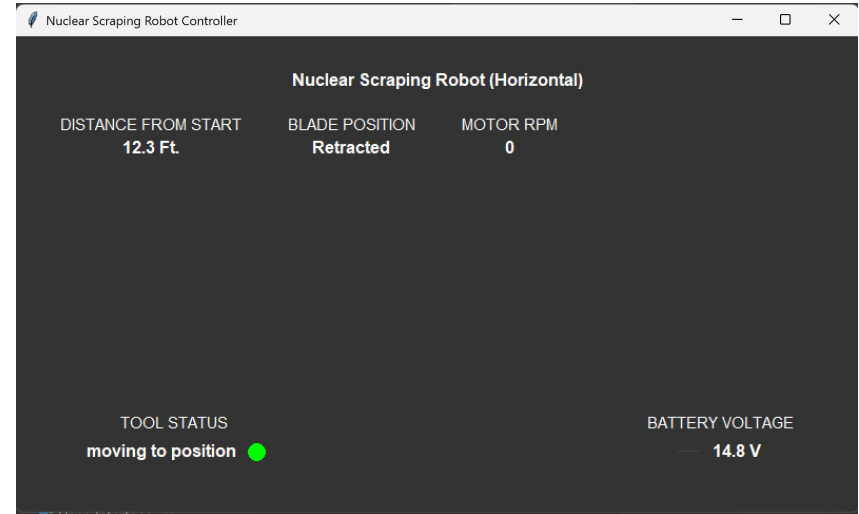 Nuclear Scraping Robot Controller
Nuclear Scraping Robot (Horizontal)
DISTANCE FROM START BLADE POSITION MOTOR RPM
12.3 Ft. Retracted 0
TOOL STATUS BATTERY VOLTAGE
moving to position 14.8 V